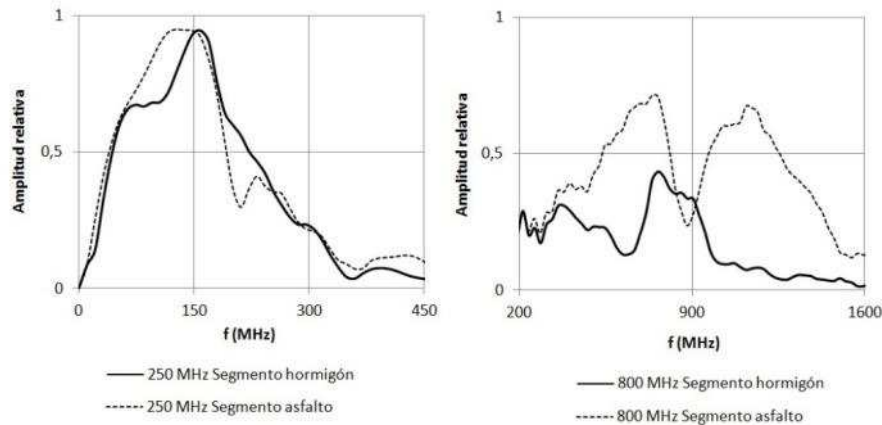 1
0,5
0
Amplitud relativa
0 150 300 450
f (MHz)
250 MHz Segmento hormigón
250 MHz Segmento asfalto
1
0,5
0
Amplitud relativa
200 900 1600
f (MHz)
800 MHz Segmento hormigón
800 MHz Segmento asfalto